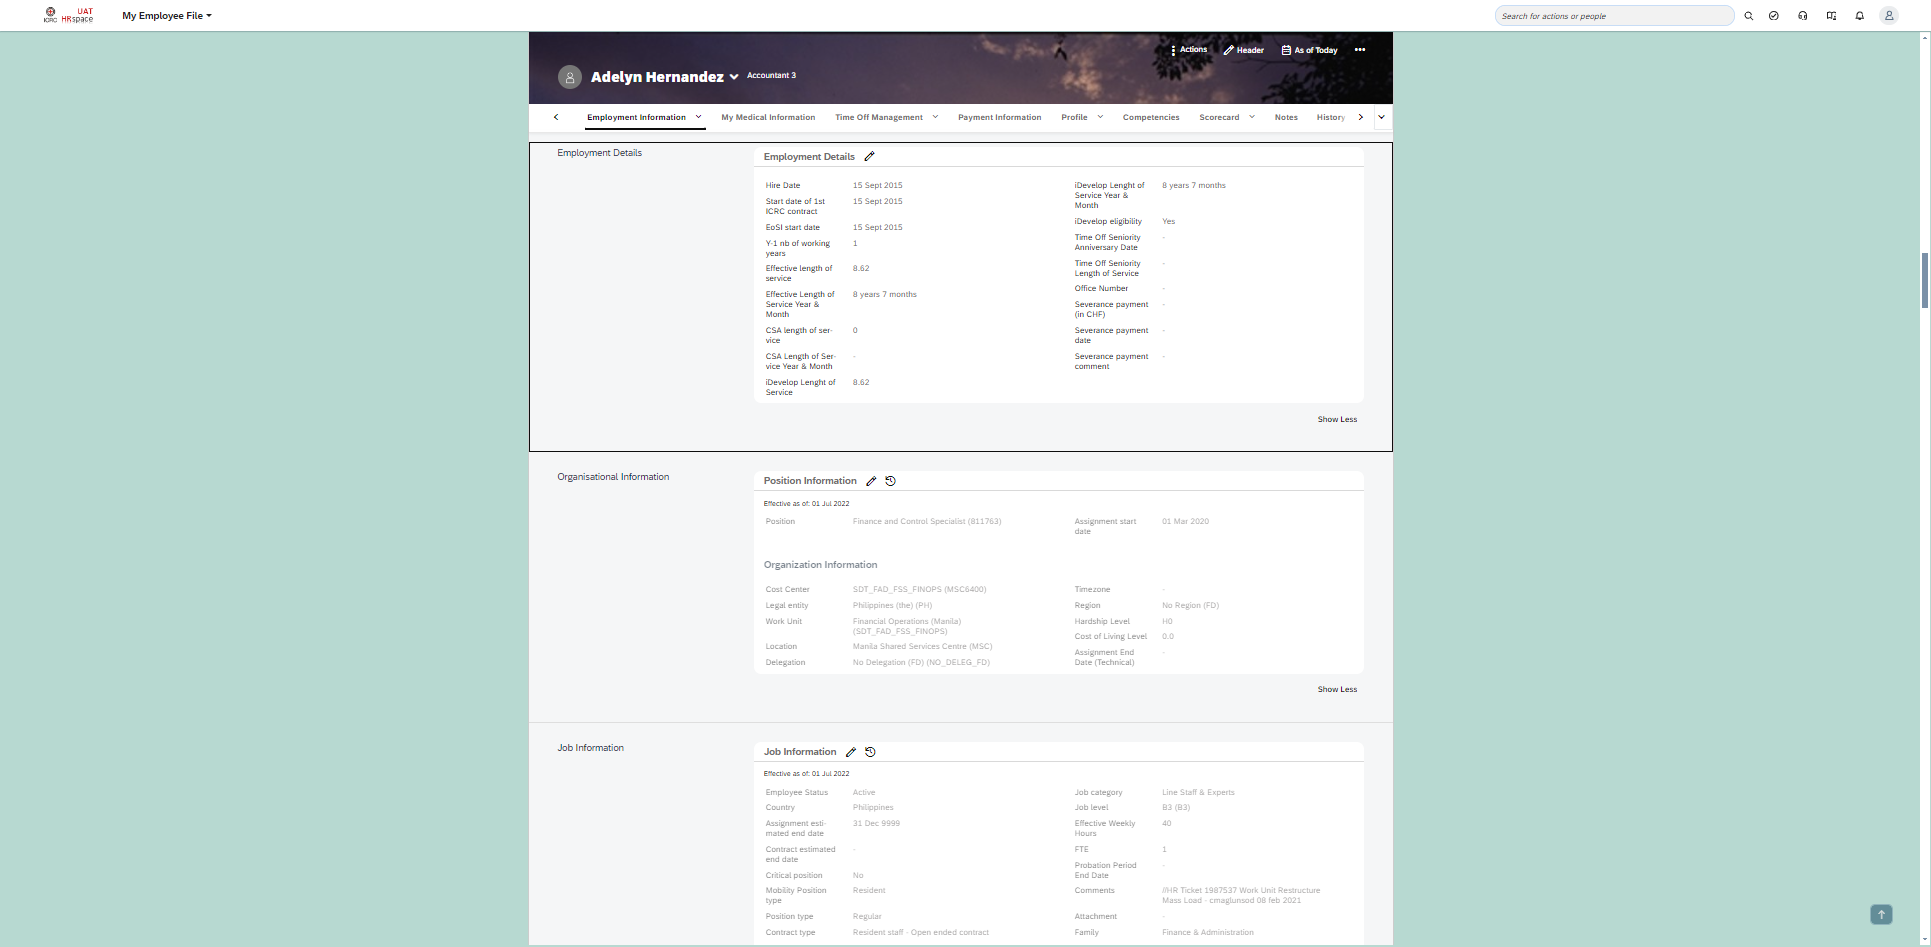 ICRC
UAT
HRspace
My Employee File
Search for actions or people
Actions
Header
As of Today
Adelyn Hernandez
Accountant 3
Employment Information
My Medical Information
Time Off Management
Payment Information
Profile
Competencies
Scorecard
Notes
History
Employment Details
Employment Details
Hire Date
15 Sept 2015
Start date of 1st
ICRC contract
15 Sept 2015
EoSI start date
15 Sept 2015
Y-1 nb of working
years
1
Effective length of
service
8.62
Effective Length of
Service Year &
Month
8 years 7 months
CSA length of ser-
vice
0
CSA Length of Ser-
vice Year & Month
-
iDevelop Lenght of
Service
8.62
iDevelop Lenght of
Service Year &
Month
8 years 7 months
iDevelop eligibility
Yes
Time Off Seniority
Anniversary Date
-
Time Off Seniority
Length of Service
-
Office Number
-
Severance payment
(in CHF)
-
Severance payment
date
-
Severance payment
comment
-
Show Less
Organisational Information
Position Information
Effective as of: 01 Jul 2022
Position
Finance and Control Specialist (811763)
Assignment start
date
01 Mar 2020
Organization Information
Cost Center
SDT_FAD_FSS_FINOPS (MSC6400)
Legal entity
Philippines (the) (PH)
Work Unit
Financial Operations (Manila)
(SDT_FAD_FSS_FINOPS)
Location
Manila Shared Services Centre (MSC)
Delegation
No Delegation (FD) (NO_DELEG_FD)
Timezone
-
Region
No Region (FD)
Hardship Level
H0
Cost of Living Level
0.0
Assignment End
Date (Technical)
-
Show Less
Job Information
Job Information
Effective as of: 01 Jul 2022
Employee Status
Active
Country
Philippines
Assignment esti-
mated end date
31 Dec 9999
Contract estimated
end date
-
Critical position
No
Mobility Position
type
Resident
Position type
Regular
Contract type
Resident staff - Open ended contract
Job category
Line Staff & Experts
Job level
B3 (B3)
Effective Weekly
Hours
40
FTE
1
Probation Period
End Date
-
Comments
//HR Ticket 1987537 Work Unit Restructure
Mass Load - cmaglunsod 08 feb 2021
Attachment
-
Family
Finance & Administration